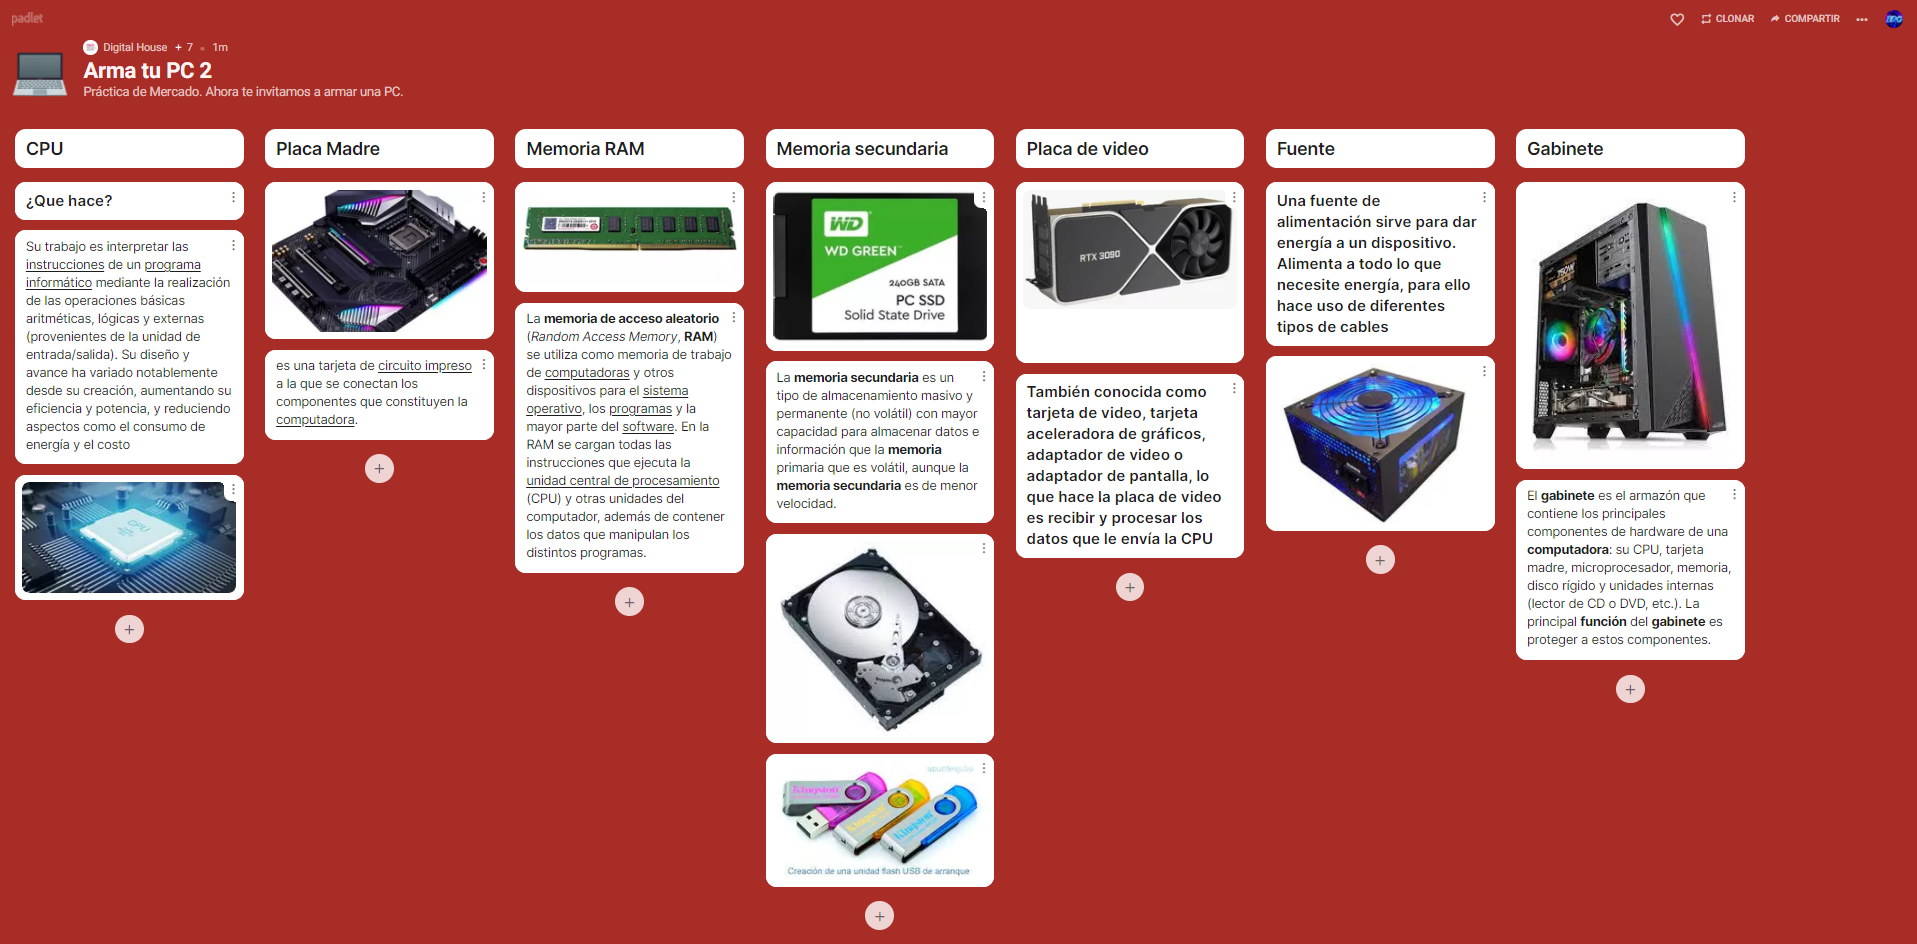 padlet
CLONAR
COMPARTIR
Digital House + 7 • 1m
Arma tu PC 2
Práctica de Mercado. Ahora te invitamos a armar una PC.
CPU
¿Que hace?
Su trabajo es interpretar las
instrucciones de un programa
informático mediante la realización
de las operaciones básicas
aritméticas, lógicas y externas
(provenientes de la unidad de
entrada/salida). Su diseño y
avance ha variado notablemente
desde su creación, aumentando su
eficiencia y potencia, y reduciendo
aspectos como el consumo de
energía y el costo
CPU
Placa Madre
es una tarjeta de circuito impreso
a la que se conectan los
componentes que constituyen la
computadora.
Memoria RAM
La memoria de acceso aleatorio
(Random Access Memory, RAM)
se utiliza como memoria de trabajo
de computadoras y otros
dispositivos para el sistema
operativo, los programas y la
mayor parte del software. En la
RAM se cargan todas las
instrucciones que ejecuta la
unidad central de procesamiento
(CPU) y otras unidades del
computador, además de contener
los datos que manipulan los
distintos programas.
Memoria secundaria
WD
WD GREEN™
240GB SATA
PC SSD
Solid State Drive
La memoria secundaria es un
tipo de almacenamiento masivo y
permanente (no volátil) con mayor
capacidad para almacenar datos e
información que la memoria
primaria que es volátil, aunque la
memoria secundaria es de menor
velocidad.
Kingston
Kingston
Kingston
Creación de una unidad flash USB de arranque
Placa de video
RTX 3090
También conocida como
tarjeta de video, tarjeta
aceleradora de gráficos,
adaptador de video o
adaptador de pantalla, lo
que hace la placa de video
es recibir y procesar los
datos que le envía la CPU
Fuente
Una fuente de
alimentación sirve para dar
energía a un dispositivo.
Alimenta a todo lo que
necesite energía, para ello
hace uso de diferentes
tipos de cables
Gabinete
El gabinete es el armazón que
contiene los principales
componentes de hardware de una
computadora: su CPU, tarjeta
madre, microprocesador, memoria,
disco rígido y unidades internas
(lector de CD o DVD, etc.). La
principal función del gabinete es
proteger a estos componentes.